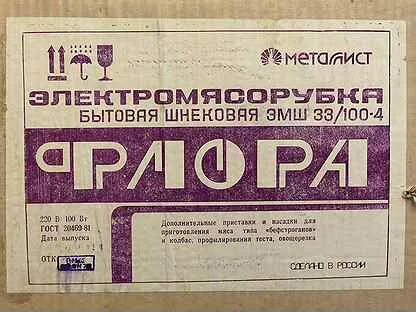 МЕТАЛЛИСТ
ЭЛЕКТРОМЯСОРУБКА
БЫТОВАЯ ШНЕКОВАЯ ЭМШ 33/100-4
ФЛОРА
220 В 100 Вт
ГОСТ 20469-81
Дата выпуска
ОТК
Дополнительные приставки и насадки для
приготовления мяса типа «бефстроганов»
и колбас, профилирования теста, овощерезка
СДЕЛАНО В РОССИИ